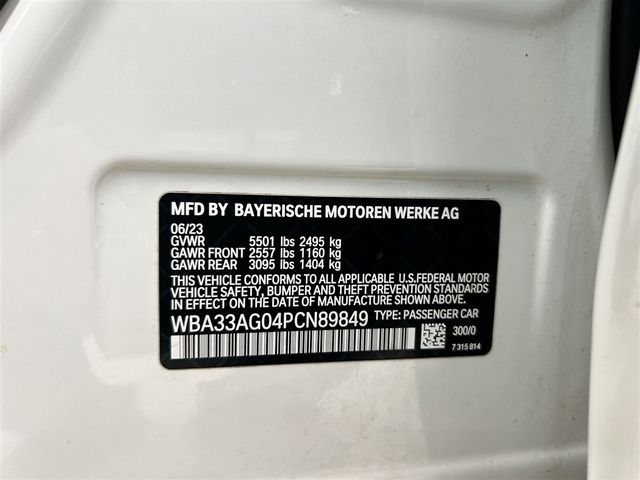 MFD BY BAYERISCHE MOTOREN WERKE AG
06/23
GVWR 5501 lbs 2495 kg
GAWR FRONT 2557 lbs 1160 kg
GAWR REAR 3095 lbs 1404 kg
THIS VEHICLE CONFORMS TO ALL APPLICABLE U.S.FEDERAL MOTOR
VEHICLE SAFETY, BUMPER AND THEFT PREVENTION STANDARDS
IN EFFECT ON THE DATE OF MANUFACTURE SHOWN ABOVE.
WBA33AG04PCN89849 TYPE: PASSENGER CAR
300/0
7 315 814